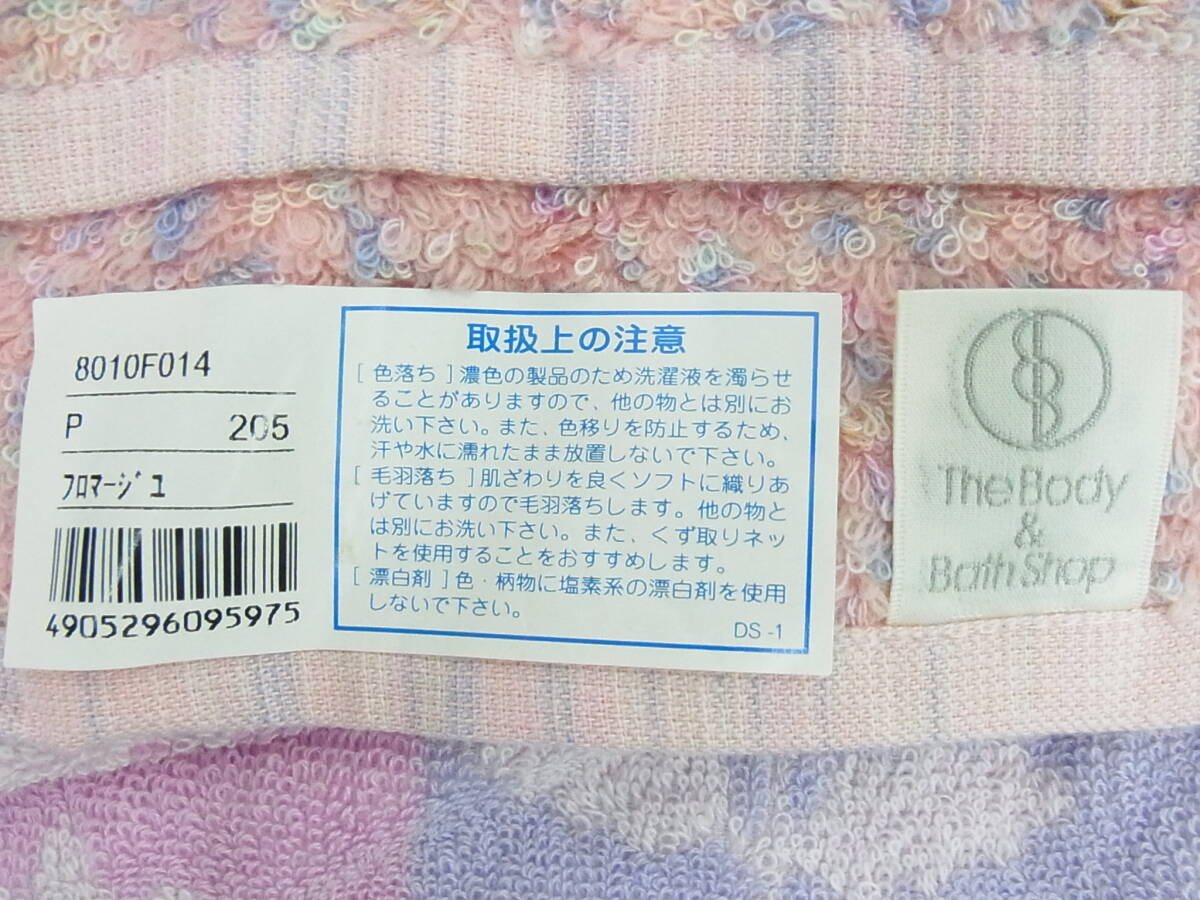 8010F014
P 205
ﾌﾛﾏｰｼﾞｭ
4905296095975
取扱上の注意
[ 色落ち ]濃色の製品のため洗濯液を濁らせ
ることがありますので、他の物とは別にお
洗い下さい。また、色移りを防止するため、
汗や水に濡れたまま放置しないで下さい。
[ 毛羽落ち ]肌ざわりを良くソフトに織りあ
げていますので毛羽落ちします。他の物と
は別にお洗い下さい。また、くず取りネッ
トを使用することをおすすめします。
[ 漂白剤 ]色・柄物に塩素系の漂白剤を使用
しないで下さい。
DS -1
The Body
&
Bath Shop